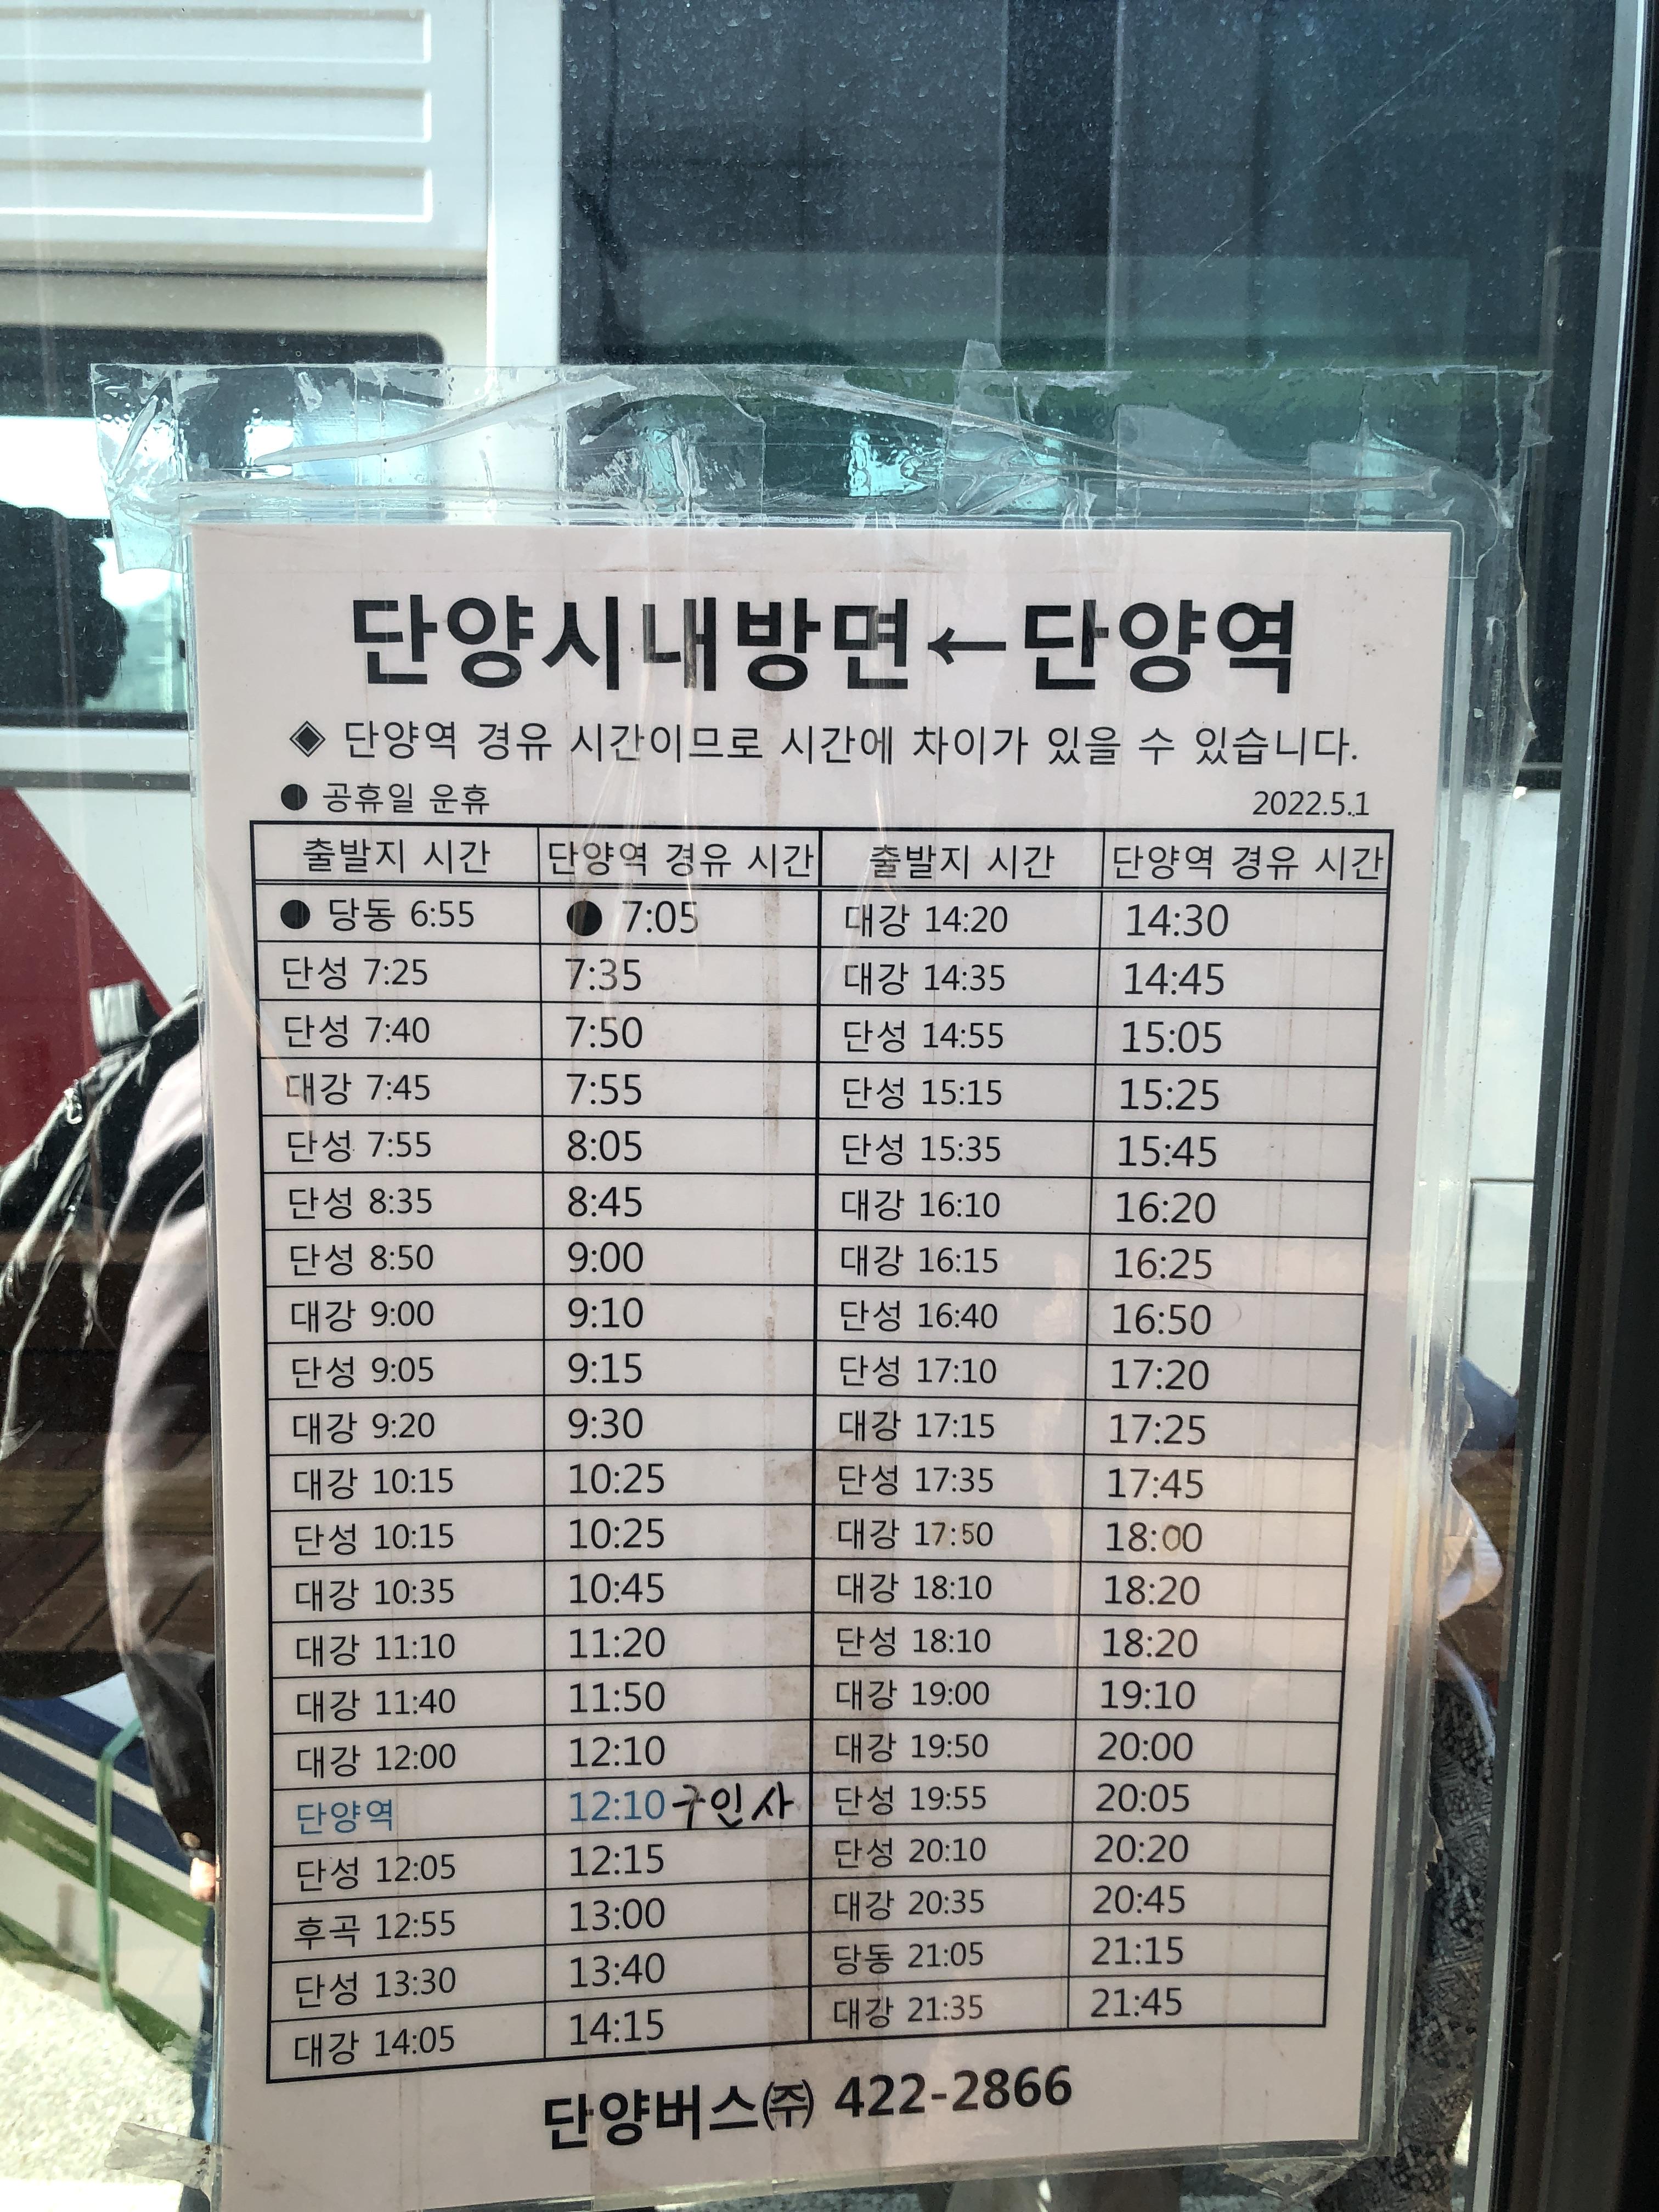 단양시내방면←단양역
◈ 단양역 경유 시간이므로 시간에 차이가 있을 수 있습니다.
● 공휴일 운휴 2022.5.1
출발지 시간 단양역 경유 시간 출발지 시간 단양역 경유 시간
● 당동 6:55 ● 7:05 대강 14:20 14:30
단성 7:25 7:35 대강 14:35 14:45
단성 7:40 7:50 단성 14:55 15:05
대강 7:45 7:55 단성 15:15 15:25
단성 7:55 8:05 단성 15:35 15:45
단성 8:35 8:45 대강 16:10 16:20
단성 8:50 9:00 대강 16:15 16:25
대강 9:00 9:10 단성 16:40 16:50
단성 9:05 9:15 단성 17:10 17:20
대강 9:20 9:30 대강 17:15 17:25
대강 10:15 10:25 단성 17:35 17:45
단성 10:15 10:25 대강 17:50 18:00
대강 10:35 10:45 대강 18:10 18:20
대강 11:10 11:20 단성 18:10 18:20
대강 11:40 11:50 대강 19:00 19:10
대강 12:00 12:10 대강 19:50 20:00
단양역 12:10 구인사 단성 19:55 20:05
단성 12:05 12:15 단성 20:10 20:20
후곡 12:55 13:00 대강 20:35 20:45
단성 13:30 13:40 당동 21:05 21:15
대강 14:05 14:15 대강 21:35 21:45
단양버스㈜ 422-2866